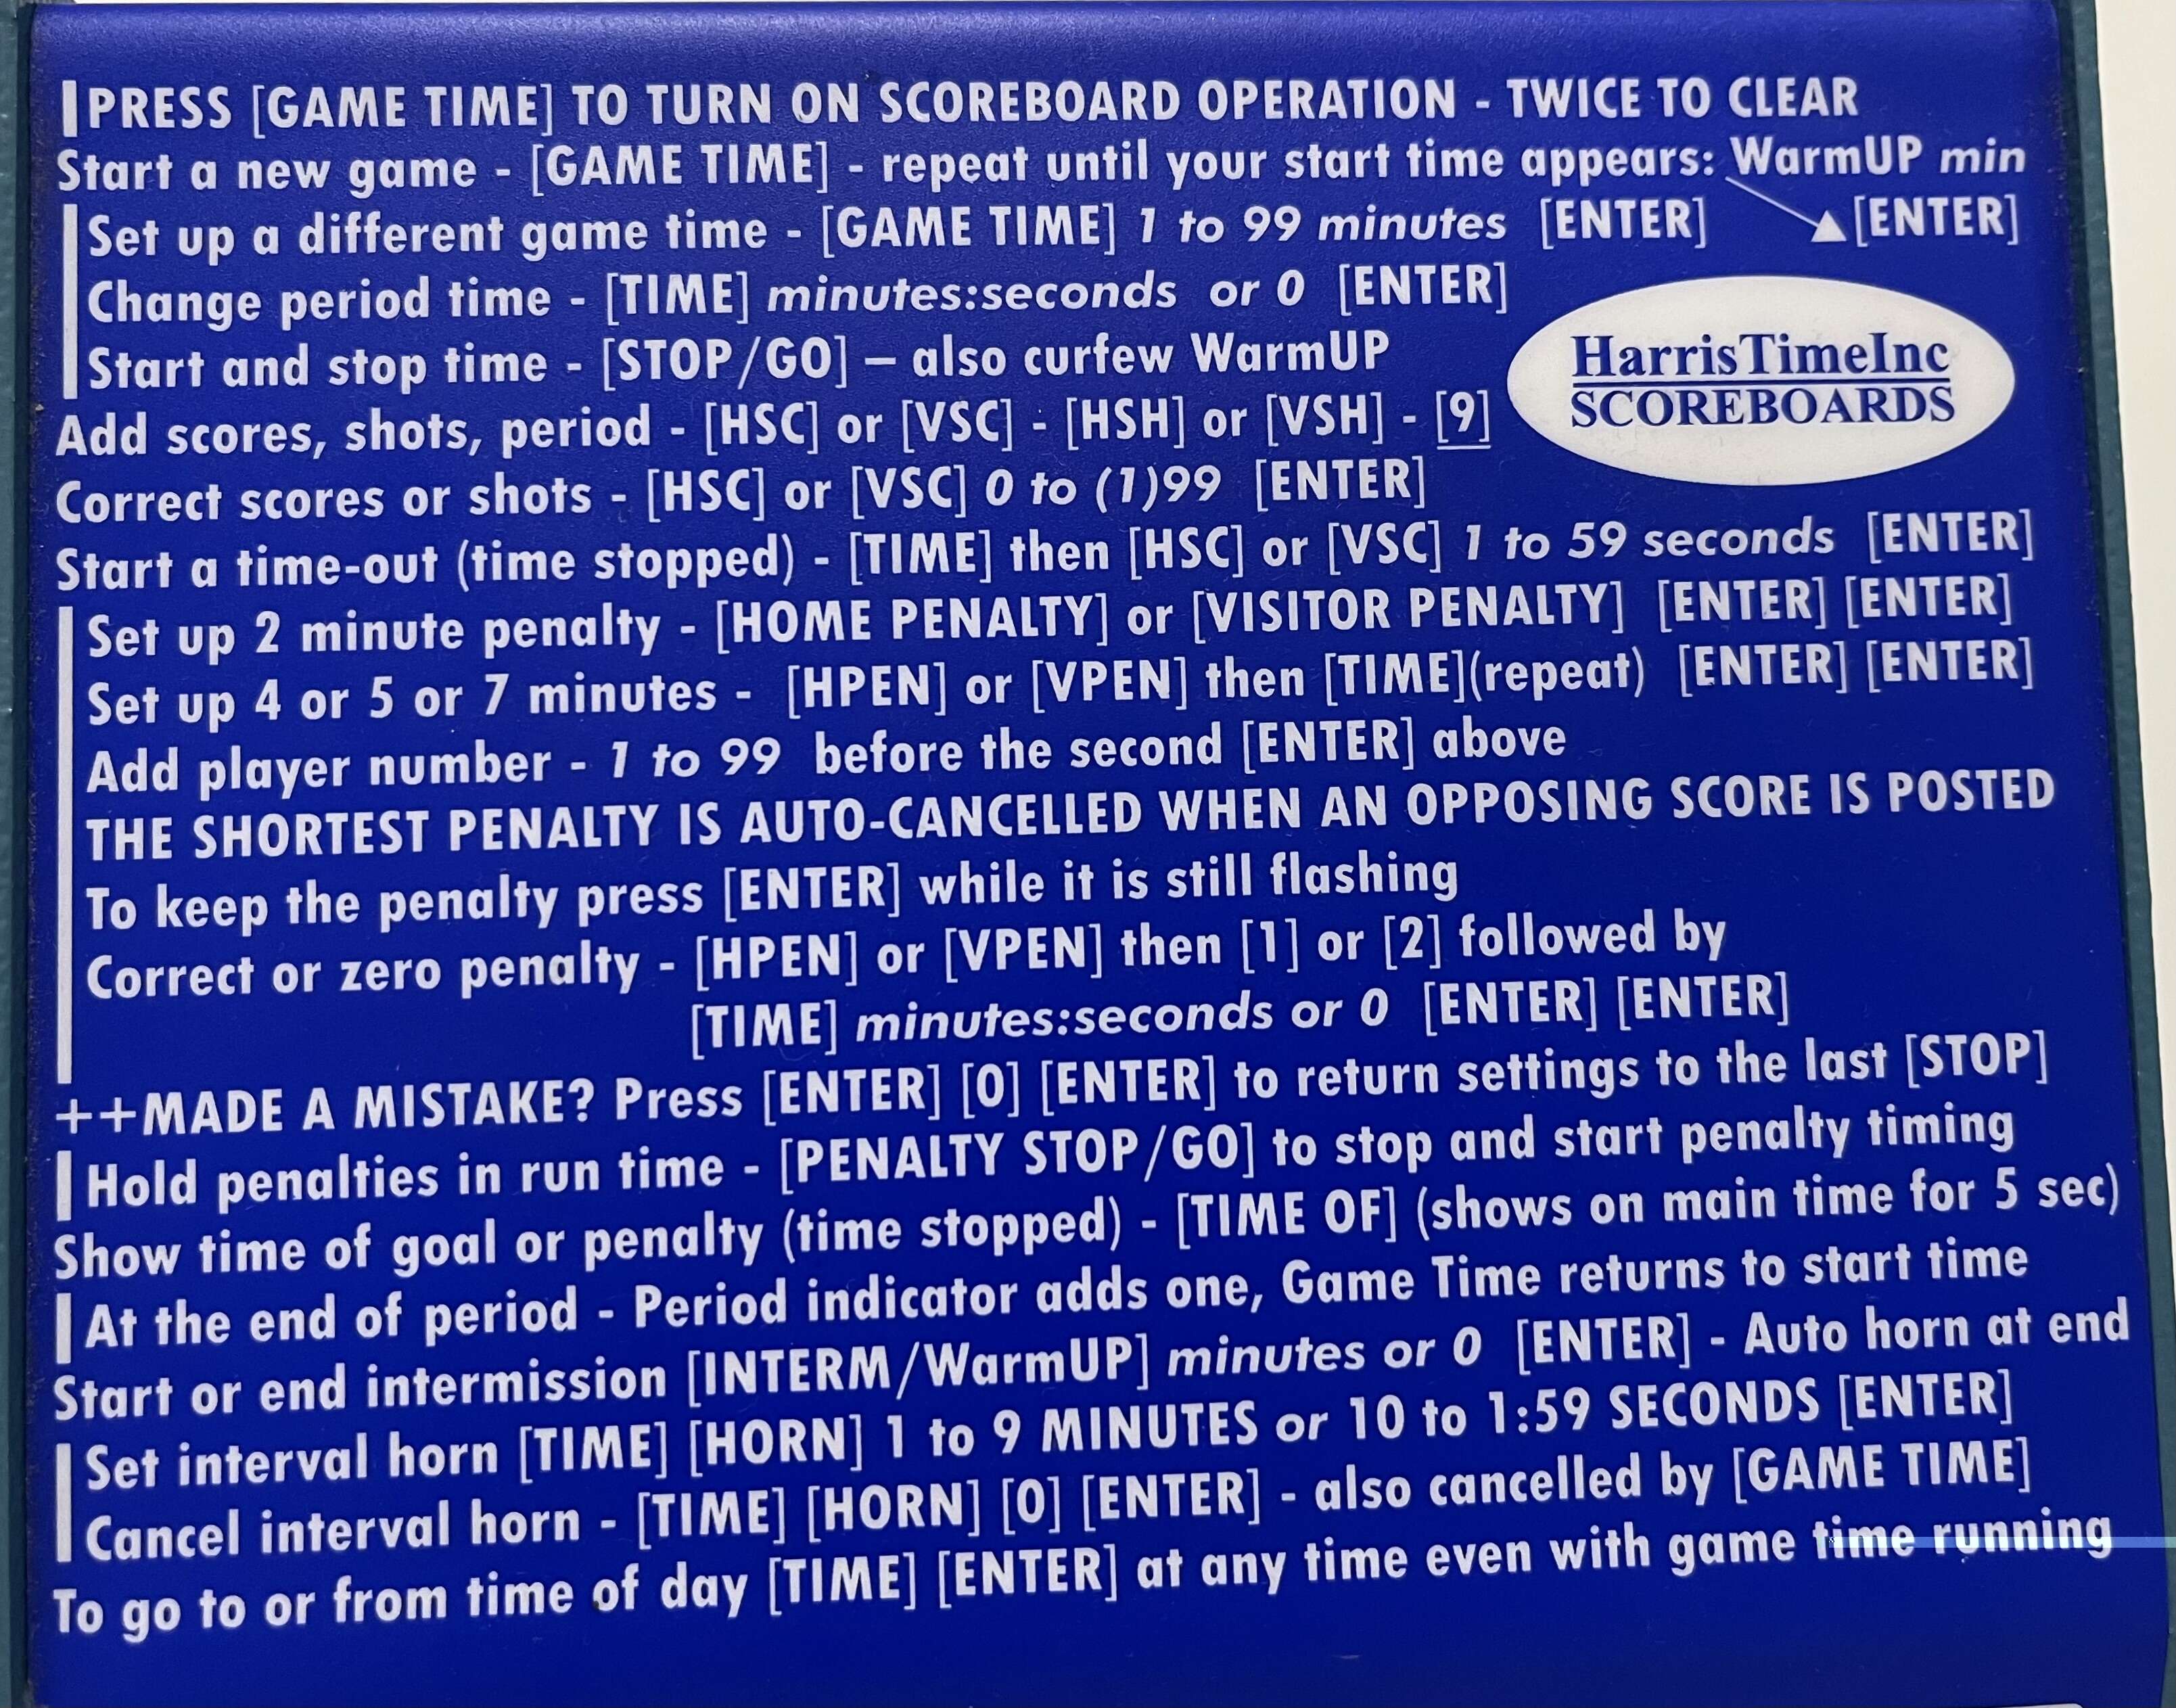 PRESS [GAME TIME] TO TURN ON SCOREBOARD OPERATION - TWICE TO CLEAR
Start a new game - [GAME TIME] - repeat until your start time appears: WarmUP min
Set up a different game time - [GAME TIME] 1 to 99 minutes [ENTER] [ENTER]
Change period time - [TIME] minutes:seconds or 0 [ENTER]
Start and stop time - [STOP/GO] – also curfew WarmUP
HarrisTimeInc
SCOREBOARDS
Add scores, shots, period - [HSC] or [VSC] - [HSH] or [VSH] - [9]
Correct scores or shots - [HSC] or [VSC] 0 to (1)99 [ENTER]
Start a time-out (time stopped) - [TIME] then [HSC] or [VSC] 1 to 59 seconds [ENTER]
Set up 2 minute penalty - [HOME PENALTY] or [VISITOR PENALTY] [ENTER] [ENTER]
Set up 4 or 5 or 7 minutes - [HPEN] or [VPEN] then [TIME](repeat) [ENTER] [ENTER]
Add player number - 1 to 99 before the second [ENTER] above
THE SHORTEST PENALTY IS AUTO-CANCELLED WHEN AN OPPOSING SCORE IS POSTED
To keep the penalty press [ENTER] while it is still flashing
Correct or zero penalty - [HPEN] or [VPEN] then [1] or [2] followed by
[TIME] minutes:seconds or 0 [ENTER] [ENTER]
++MADE A MISTAKE? Press [ENTER] [0] [ENTER] to return settings to the last [STOP]
Hold penalties in run time - [PENALTY STOP/GO] to stop and start penalty timing
Show time of goal or penalty (time stopped) - [TIME OF] (shows on main time for 5 sec)
At the end of period - Period indicator adds one, Game Time returns to start time
Start or end intermission [INTERM/WarmUP] minutes or 0 [ENTER] - Auto horn at end
Set interval horn [TIME] [HORN] 1 to 9 MINUTES or 10 to 1:59 SECONDS [ENTER]
Cancel interval horn - [TIME] [HORN] [0] [ENTER] - also cancelled by [GAME TIME]
To go to or from time of day [TIME] [ENTER] at any time even with game time running